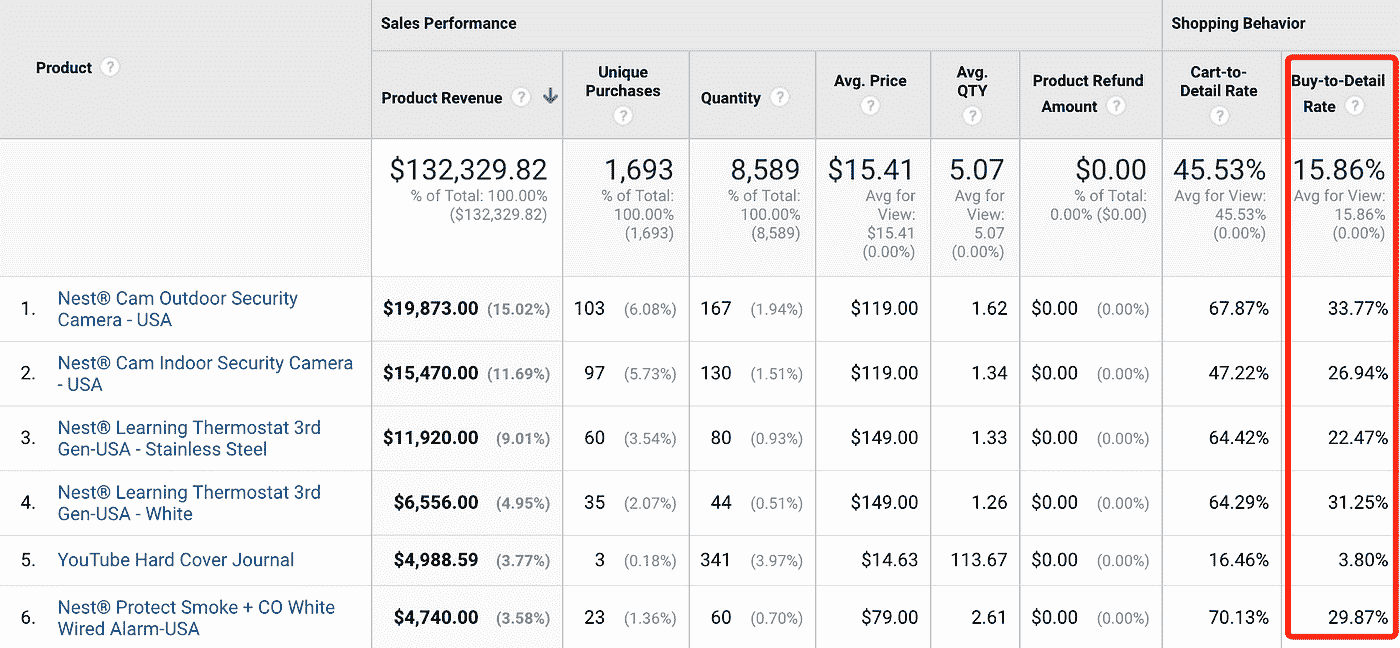 Sales Performance
Shopping Behavior
Product ?
Product Revenue ?
Unique
Purchases
?
Quantity ?
Avg. Price
?
Avg.
QTY
?
Product Refund
Amount ?
Cart-to-
Detail Rate
?
Buy-to-Detail
Rate ?
$132,329.82
% of Total: 100.00%
($132,329.82)
1,693
% of Total:
100.00%
(1,693)
8,589
% of Total:
100.00%
(8,589)
$15.41
Avg for
View:
$15.41
(0.00%)
5.07
Avg for
View:
5.07
(0.00%)
$0.00
% of Total:
0.00% ($0.00)
45.53%
Avg for View:
45.53%
(0.00%)
15.86%
Avg for View:
15.86%
(0.00%)
1. Nest® Cam Outdoor Security
Camera - USA
$19,873.00 (15.02%) 103 (6.08%) 167 (1.94%) $119.00 1.62 $0.00 (0.00%) 67.87% 33.77%
2. Nest® Cam Indoor Security Camera
- USA
$15,470.00 (11.69%) 97 (5.73%) 130 (1.51%) $119.00 1.34 $0.00 (0.00%) 47.22% 26.94%
3. Nest® Learning Thermostat 3rd
Gen-USA - Stainless Steel
$11,920.00 (9.01%) 60 (3.54%) 80 (0.93%) $149.00 1.33 $0.00 (0.00%) 64.42% 22.47%
4. Nest® Learning Thermostat 3rd
Gen-USA - White
$6,556.00 (4.95%) 35 (2.07%) 44 (0.51%) $149.00 1.26 $0.00 (0.00%) 64.29% 31.25%
5. YouTube Hard Cover Journal $4,988.59 (3.77%) 3 (0.18%) 341 (3.97%) $14.63 113.67 $0.00 (0.00%) 16.46% 3.80%
6. Nest® Protect Smoke + CO White
Wired Alarm-USA
$4,740.00 (3.58%) 23 (1.36%) 60 (0.70%) $79.00 2.61 $0.00 (0.00%) 70.13% 29.87%